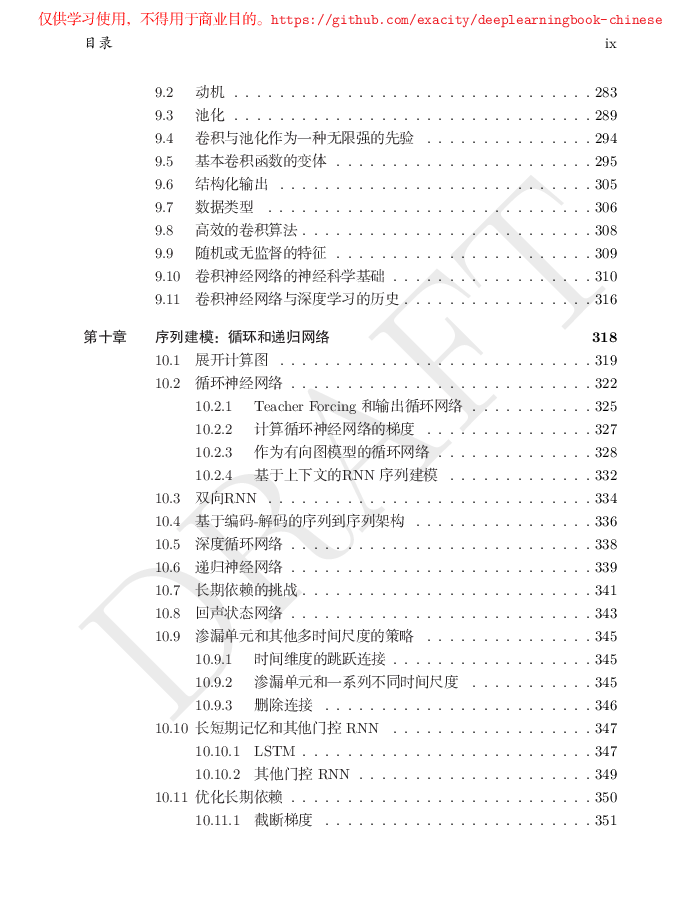 仅供学习使用，不得用于商业目的。https://github.com/exacity/deeplearningbook-chinese
目录 ix
9.2 动机 . . . . . . . . . . . . . . . . . . . . . . . . . . . . . . . 283
9.3 池化 . . . . . . . . . . . . . . . . . . . . . . . . . . . . . . . 289
9.4 卷积与池化作为一种无限强的先验 . . . . . . . . . . . . . . . 294
9.5 基本卷积函数的变体 . . . . . . . . . . . . . . . . . . . . . . 295
9.6 结构化输出 . . . . . . . . . . . . . . . . . . . . . . . . . . . 305
9.7 数据类型 . . . . . . . . . . . . . . . . . . . . . . . . . . . . 306
9.8 高效的卷积算法 . . . . . . . . . . . . . . . . . . . . . . . . . 308
9.9 随机或无监督的特征 . . . . . . . . . . . . . . . . . . . . . . 309
9.10 卷积神经网络的神经科学基础 . . . . . . . . . . . . . . . . . 310
9.11 卷积神经网络与深度学习的历史 . . . . . . . . . . . . . . . . 316
第十章 序列建模：循环和递归网络 318
10.1 展开计算图 . . . . . . . . . . . . . . . . . . . . . . . . . . . 319
10.2 循环神经网络 . . . . . . . . . . . . . . . . . . . . . . . . . . 322
10.2.1 Teacher Forcing 和输出循环网络 . . . . . . . . . . . 325
10.2.2 计算循环神经网络的梯度 . . . . . . . . . . . . . . . 327
10.2.3 作为有向图模型的循环网络 . . . . . . . . . . . . . . 328
10.2.4 基于上下文的RNN 序列建模 . . . . . . . . . . . . . 332
10.3 双向RNN . . . . . . . . . . . . . . . . . . . . . . . . . . . . 334
10.4 基于编码-解码的序列到序列架构 . . . . . . . . . . . . . . . 336
10.5 深度循环网络 . . . . . . . . . . . . . . . . . . . . . . . . . . 338
10.6 递归神经网络 . . . . . . . . . . . . . . . . . . . . . . . . . . 339
10.7 长期依赖的挑战 . . . . . . . . . . . . . . . . . . . . . . . . . 341
10.8 回声状态网络 . . . . . . . . . . . . . . . . . . . . . . . . . . 343
10.9 渗漏单元和其他多时间尺度的策略 . . . . . . . . . . . . . . . 345
10.9.1 时间维度的跳跃连接 . . . . . . . . . . . . . . . . . . 345
10.9.2 渗漏单元和一系列不同时间尺度 . . . . . . . . . . . 345
10.9.3 删除连接 . . . . . . . . . . . . . . . . . . . . . . . . 346
10.10 长短期记忆和其他门控 RNN . . . . . . . . . . . . . . . . . . 347
10.10.1 LSTM . . . . . . . . . . . . . . . . . . . . . . . . . . 347
10.10.2 其他门控 RNN . . . . . . . . . . . . . . . . . . . . . 349
10.11 优化长期依赖 . . . . . . . . . . . . . . . . . . . . . . . . . . 350
10.11.1 截断梯度 . . . . . . . . . . . . . . . . . . . . . . . . 351
DRAFT